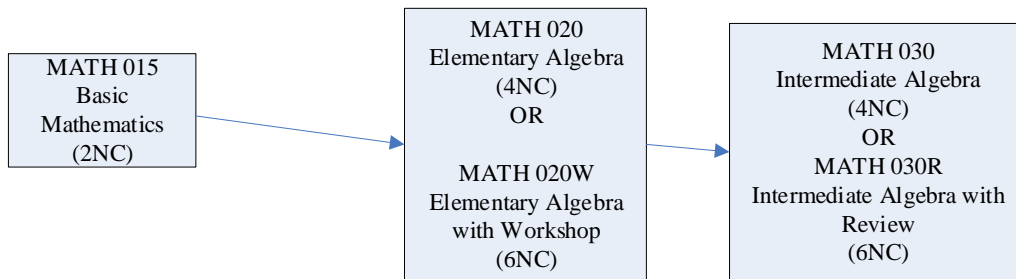 MATH 015
Basic
Mathematics
(2NC)
MATH 020
Elementary Algebra
(4NC)
OR
MATH 020W
Elementary Algebra
with Workshop
(6NC)
MATH 030
Intermediate Algebra
(4NC)
OR
MATH 030R
Intermediate Algebra with
Review
(6NC)